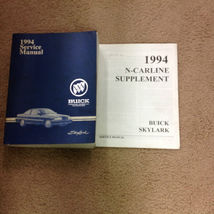 1994
Service
Manual
BUICK
Skylark
1994
N-CARLINE
SUPPLEMENT
BUICK
SKYLARK